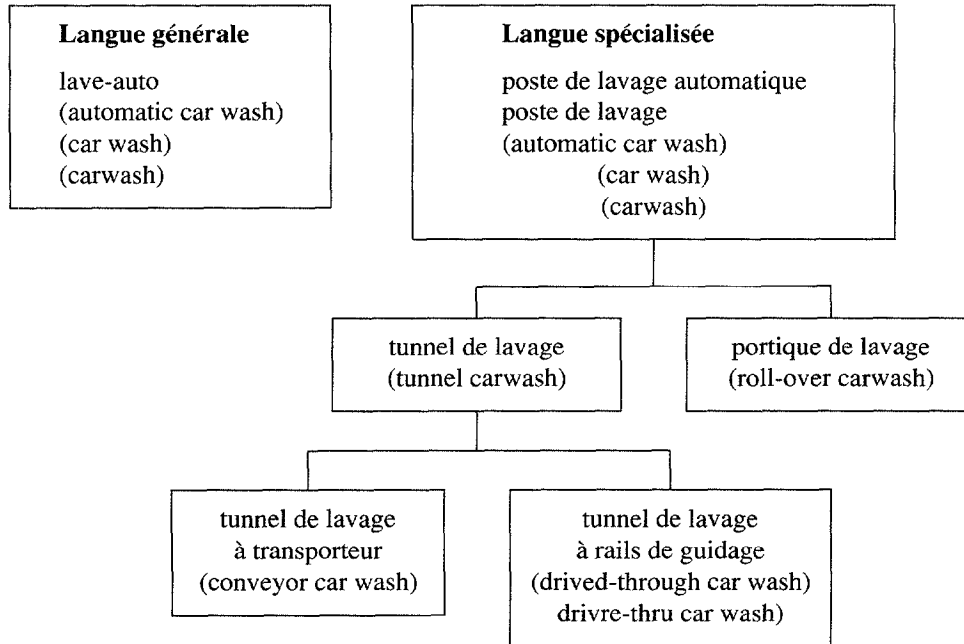 Langue générale
lave-auto
(automatic car wash)
(car wash)
(carwash)
Langue spécialisée
poste de lavage automatique
poste de lavage
(automatic car wash)
(car wash)
(carwash)
tunnel de lavage
(tunnel carwash)
portique de lavage
(roll-over carwash)
tunnel de lavage
à transporteur
(conveyor car wash)
tunnel de lavage
à rails de guidage
(drived-through car wash)
drivre-thru car wash)